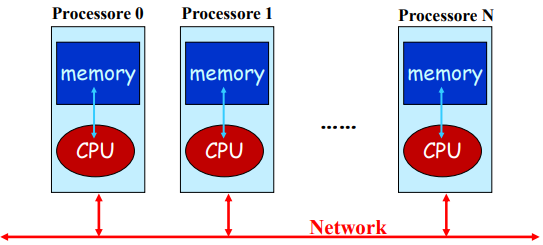 Processore 0
Processore 1
Processore N
memory
memory
memory
......
CPU
CPU
CPU
Network